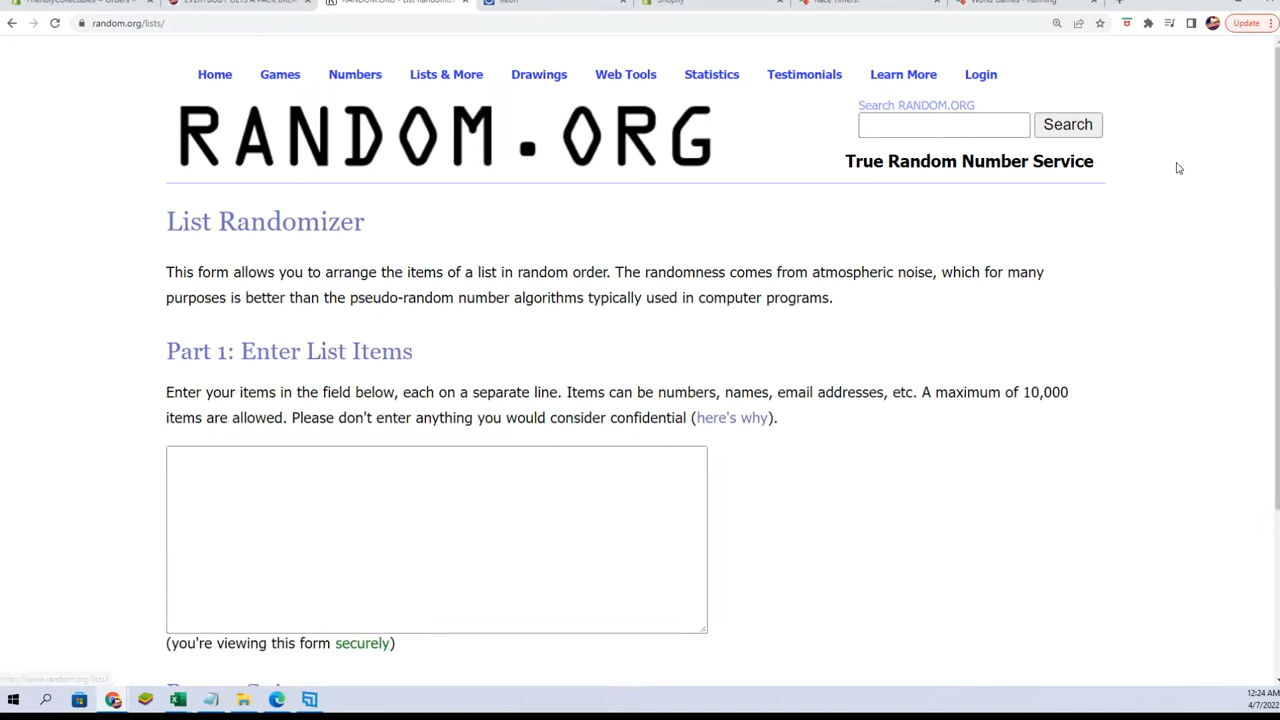 FriendlyCollectibles – Orders –
RANDOM.ORG - List Randomizer
Shopify
Race Timers!
World Games - Running
random.org/lists/
Update
Home Games Numbers Lists & More Drawings Web Tools Statistics Testimonials Learn More Login
Search RANDOM.ORG
RANDOM.ORG
Search
True Random Number Service
List Randomizer
This form allows you to arrange the items of a list in random order. The randomness comes from atmospheric noise, which for many
purposes is better than the pseudo-random number algorithms typically used in computer programs.
Part 1: Enter List Items
Enter your items in the field below, each on a separate line. Items can be numbers, names, email addresses, etc. A maximum of 10,000
items are allowed. Please don't enter anything you would consider confidential (here's why).
(you're viewing this form securely)
https://www.random.org/lists/
12:24 AM
4/7/2022